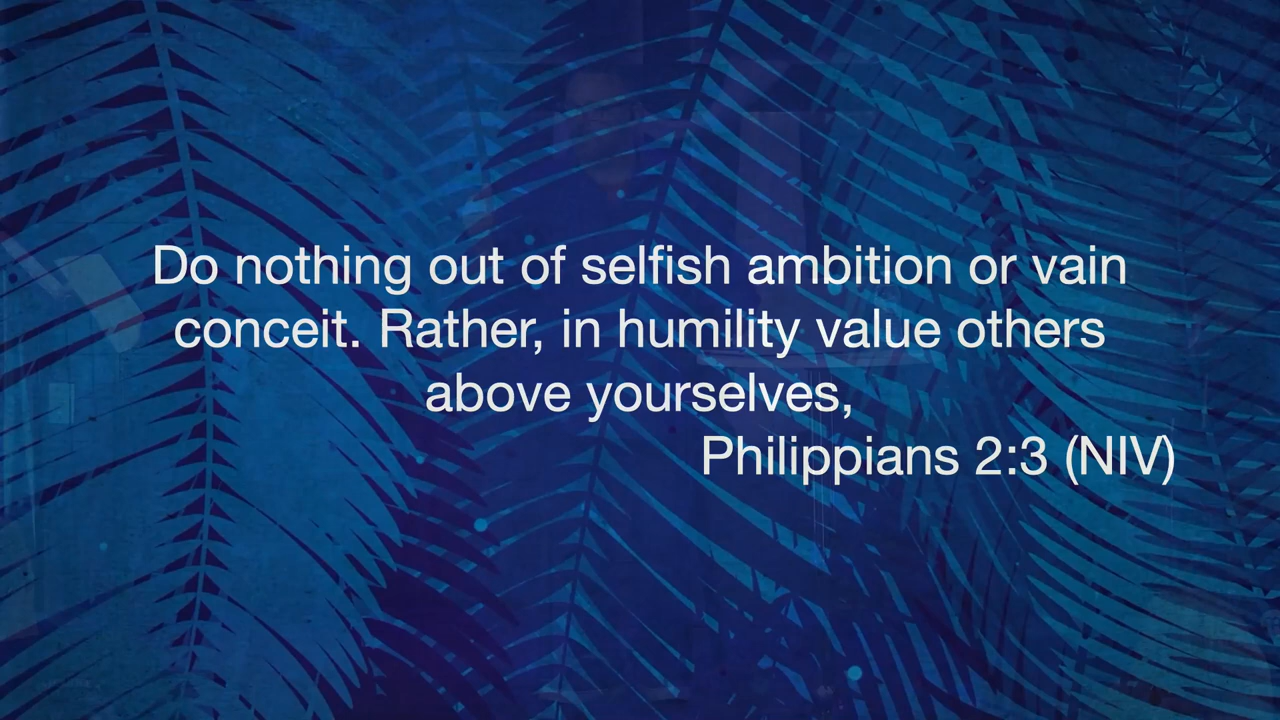 Do nothing out of selfish ambition or vain
conceit. Rather, in humility value others
above yourselves,
Philippians 2:3 (NIV)